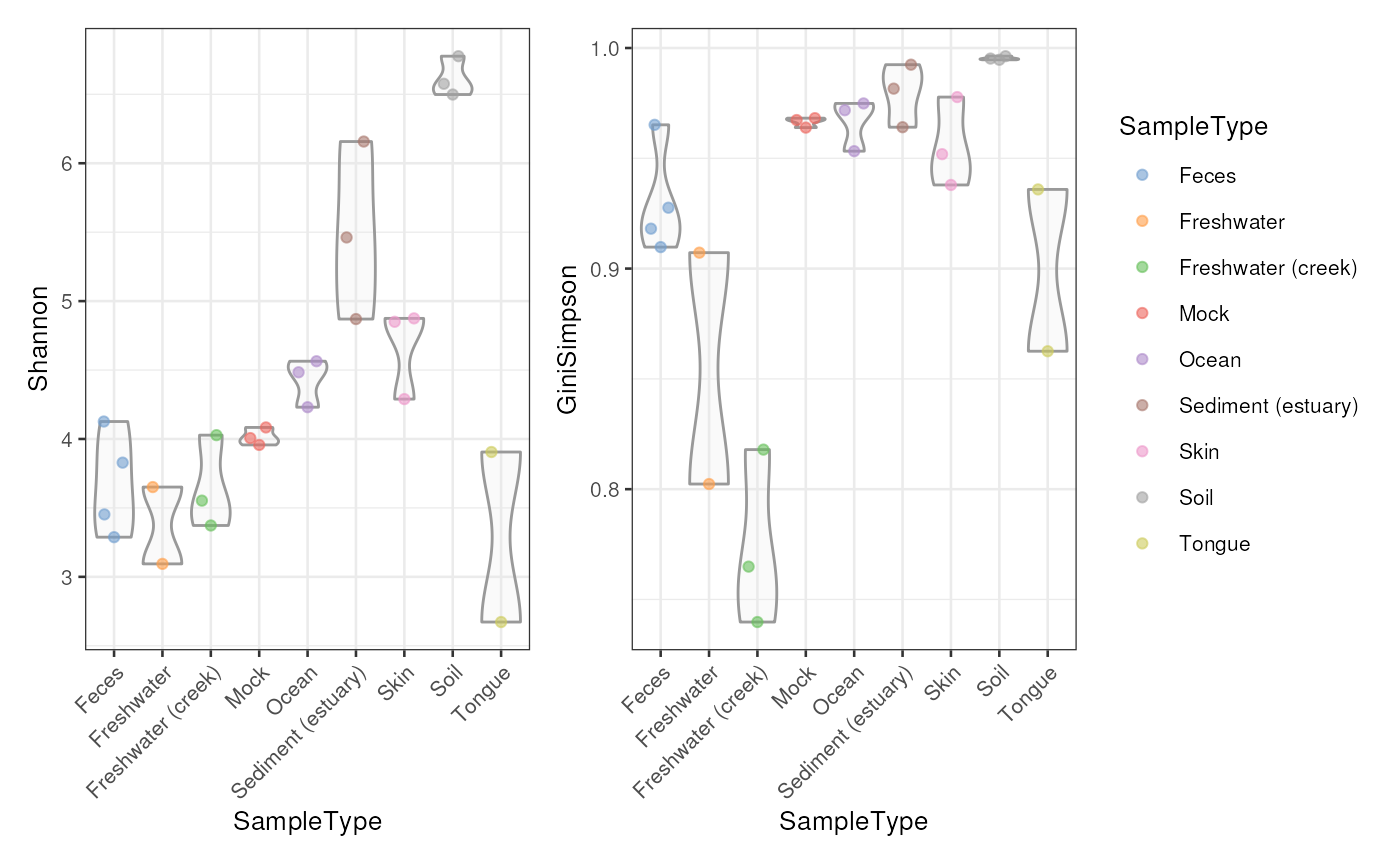 Shannon
6
5
4
3
Feces
Freshwater
Freshwater (creek)
Mock
Ocean
Sediment (estuary)
Skin
Soil
Tongue
SampleType
GiniSimpson
1.0
0.9
0.8
Feces
Freshwater
Freshwater (creek)
Mock
Ocean
Sediment (estuary)
Skin
Soil
Tongue
SampleType
SampleType
Feces
Freshwater
Freshwater (creek)
Mock
Ocean
Sediment (estuary)
Skin
Soil
Tongue